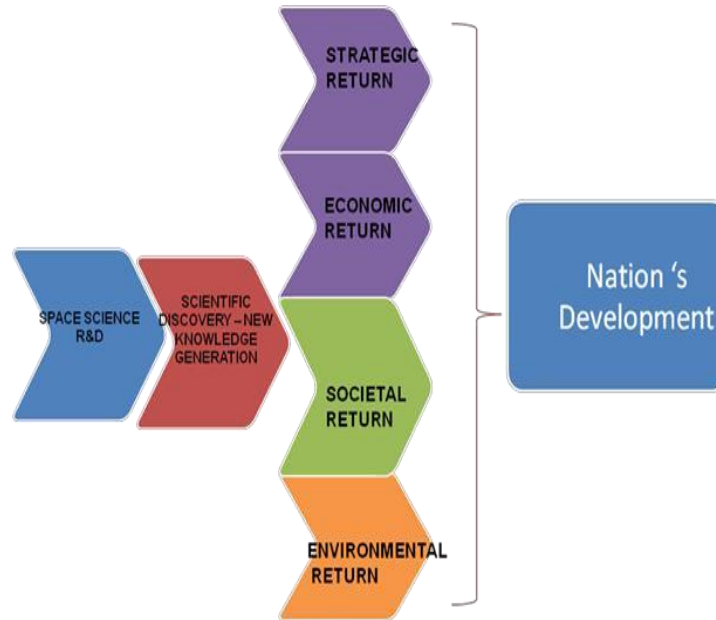 STRATEGIC
RETURN
ECONOMIC
RETURN
SPACE SCIENCE
R&D
SCIENTIFIC
DISCOVERY – NEW
KNOWLEDGE
GENERATION
SOCIETAL
RETURN
ENVIRONMENTAL
RETURN
Nation ‘s
Development